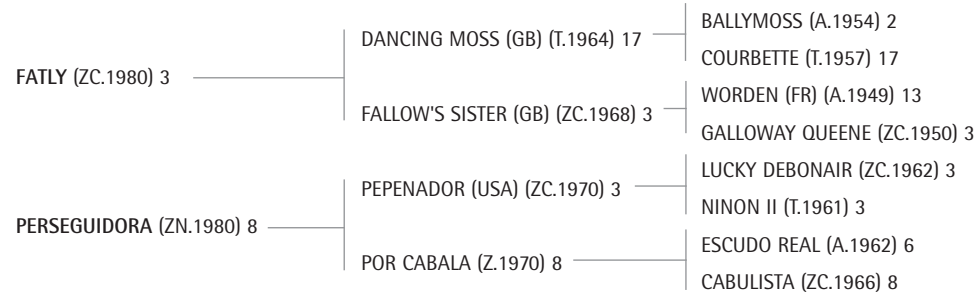 FATLY (ZC.1980) 3
DANCING MOSS (GB) (T.1964) 17
BALLYMOSS (A.1954) 2
COURBETTE (T.1957) 17
FALLOW'S SISTER (GB) (ZC.1968) 3
WORDEN (FR) (A.1949) 13
GALLOWAY QUEENE (ZC.1950) 3
PERSEGUIDORA (ZN.1980) 8
PEPENADOR (USA) (ZC.1970) 3
LUCKY DEBONAIR (ZC.1962) 3
NINON II (T.1961) 3
POR CABALA (Z.1970) 8
ESCUDO REAL (A.1962) 6
CABULISTA (ZC.1966) 8